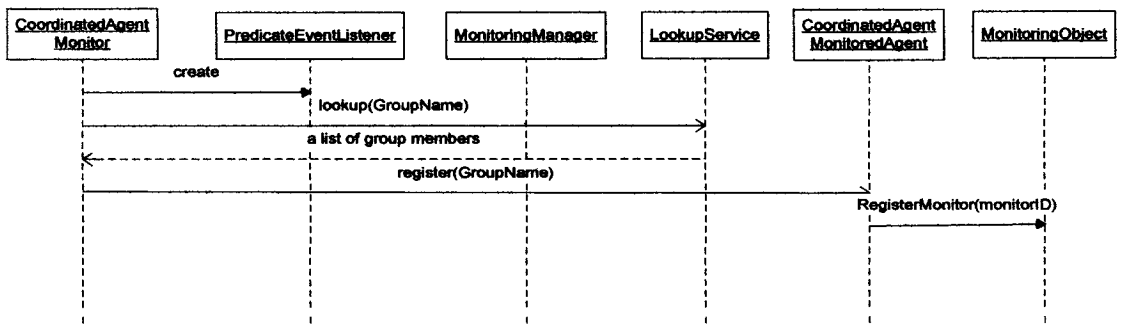 CoordinatedAgent
Monitor
PredicateEventListener
MonitoringManager
LookupService
CoordinatedAgent
MonitoredAgent
MonitoringObject
create
lookup(GroupName)
a list of group members
register(GroupName)
RegisterMonitor(monitorID)